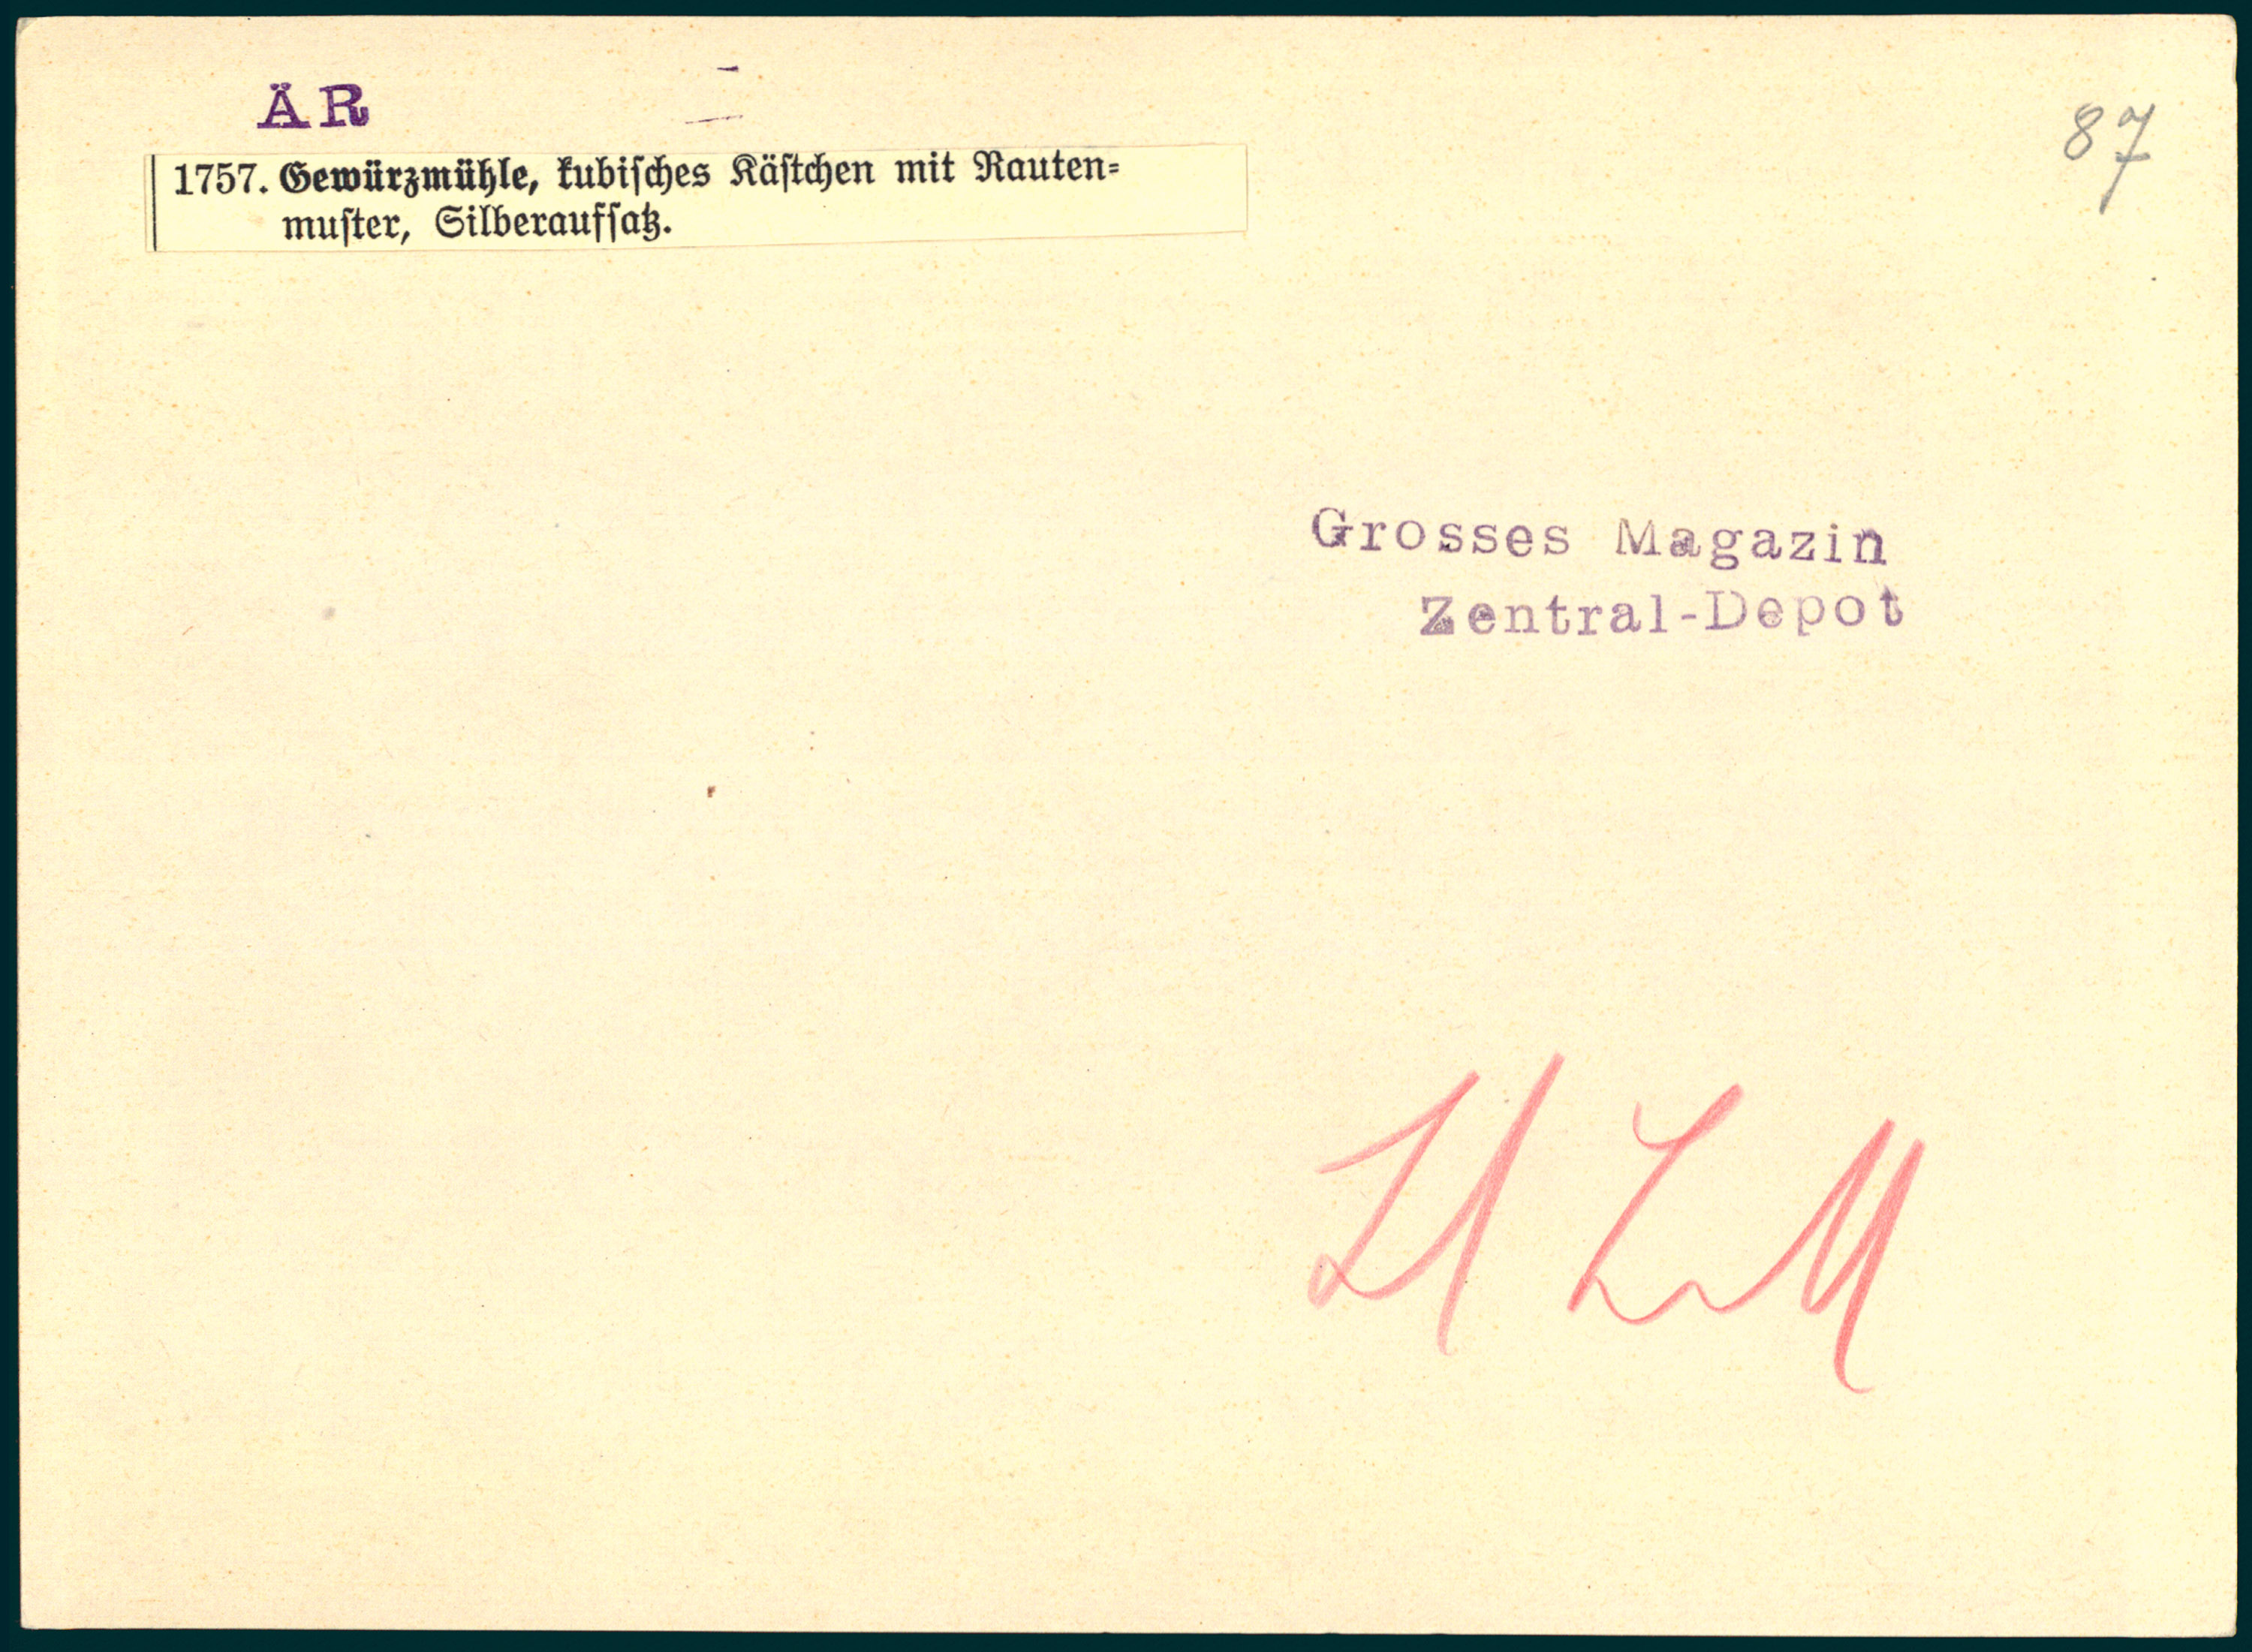 ÄR
87
1757. Gewürzmühle, kubiſches Käſtchen mit Rauten-
muſter, Silberaufſatz.
Grosses Magazin
Zentral-Depot